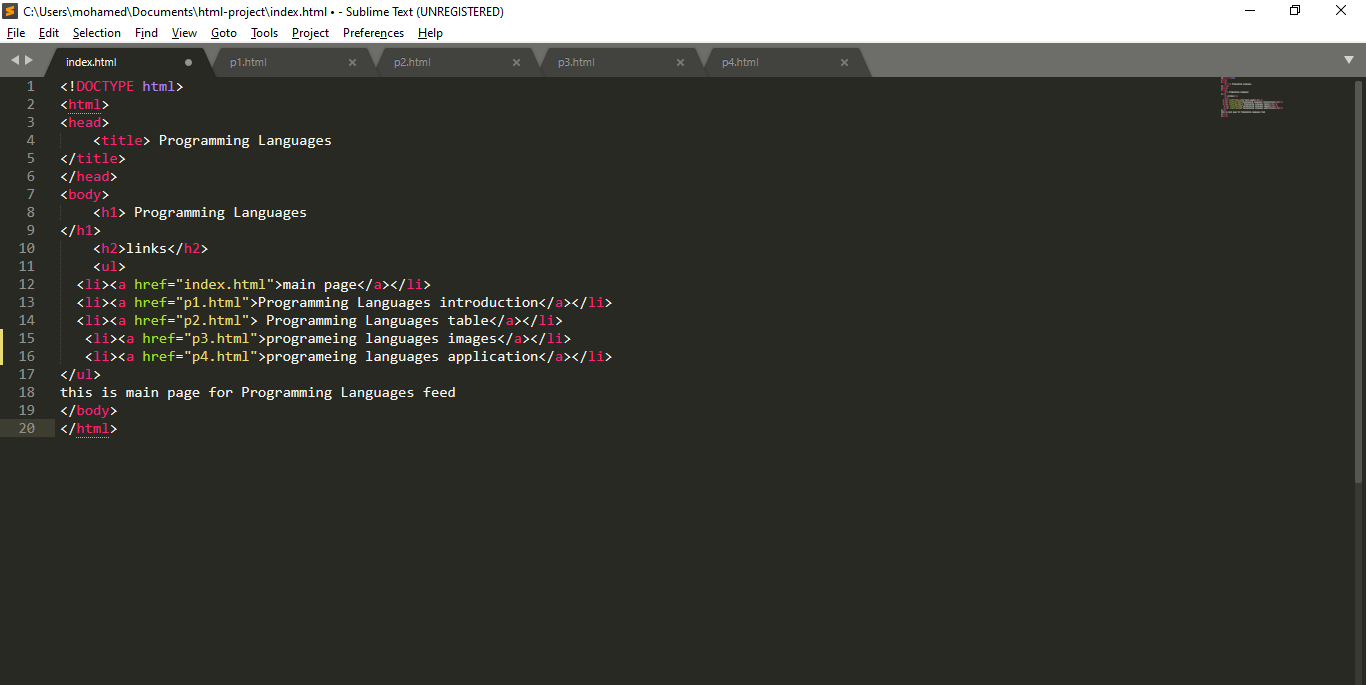 C:\Users\mohamed\Documents\html-project\index.html • - Sublime Text (UNREGISTERED)
File Edit Selection Find View Goto Tools Project Preferences Help
index.html p1.html p2.html p3.html p4.html
1 <!DOCTYPE html>
2 <html>
3 <head>
4 <title> Programming Languages
5 </title>
6 </head>
7 <body>
8 <h1> Programming Languages
9 </h1>
10 <h2>links</h2>
11 <ul>
12 <li><a href="index.html">main page</a></li>
13 <li><a href="p1.html">Programming Languages introduction</a></li>
14 <li><a href="p2.html"> Programming Languages table</a></li>
15 <li><a href="p3.html">programeing languages images</a></li>
16 <li><a href="p4.html">programeing languages application</a></li>
17 </ul>
18 this is main page for Programming Languages feed
19 </body>
20 </html>